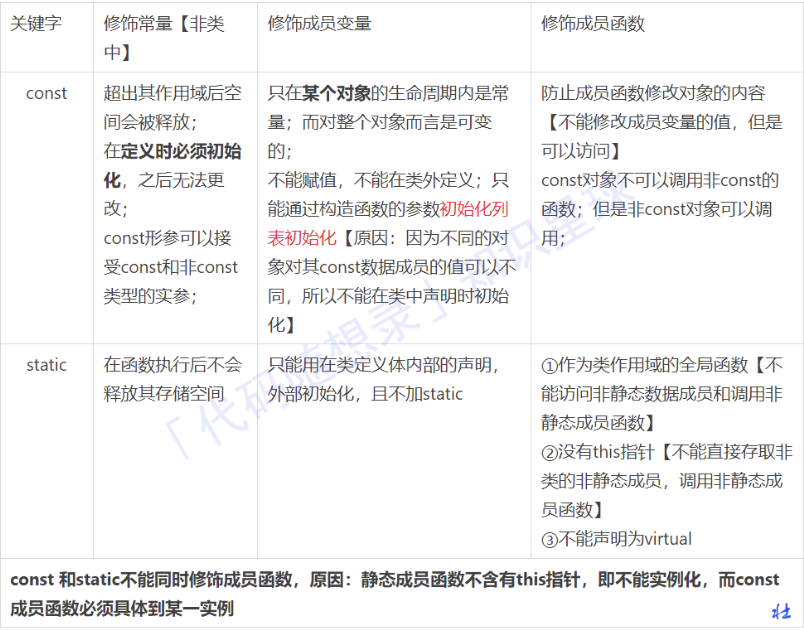 关键字
修饰常量【非类
中】
修饰成员变量
修饰成员函数
const
超出其作用域后空
间会被释放；
在定义时必须初始
化，之后无法更
改；
const形参可以接
受const和非const
类型的实参；
只在某个对象的生命周期内是常
量；而对整个对象而言是可变
的；
不能赋值，不能在类外定义；只
能通过构造函数的参数初始化列
表初始化【原因：因为不同的对
象对其const数据成员的值可以不
同，所以不能在类中声明时初始
化】
防止成员函数修改对象的内容
【不能修改成员变量的值，但是
可以访问】
const对象不可以调用非const的
函数；但是非const对象可以调
用；
static
在函数执行后不会
释放其存储空间
只能用在类定义体内部的声明，
外部初始化，且不加static
①作为类作用域的全局函数【不
能访问非静态数据成员和调用非
静态成员函数】
②没有this指针【不能直接存取非
类的非静态成员，调用非静态成
员函数】
③不能声明为virtual
const 和static不能同时修饰成员函数，原因：静态成员函数不含有this指针，即不能实例化，而const
成员函数必须具体到某一实例
「代码随想录」知识星球